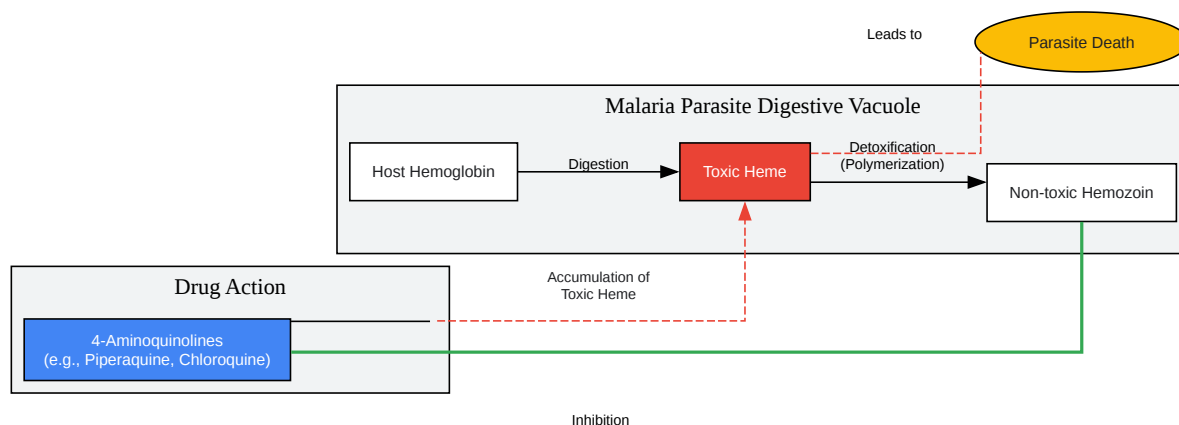 Leads to
Parasite Death
Malaria Parasite Digestive Vacuole
Host Hemoglobin
Digestion
Toxic Heme
Detoxification
(Polymerization)
Non-toxic Hemozoin
Drug Action
Accumulation of
Toxic Heme
4-Aminoquinolines
(e.g., Piperaquine, Chloroquine)
Inhibition